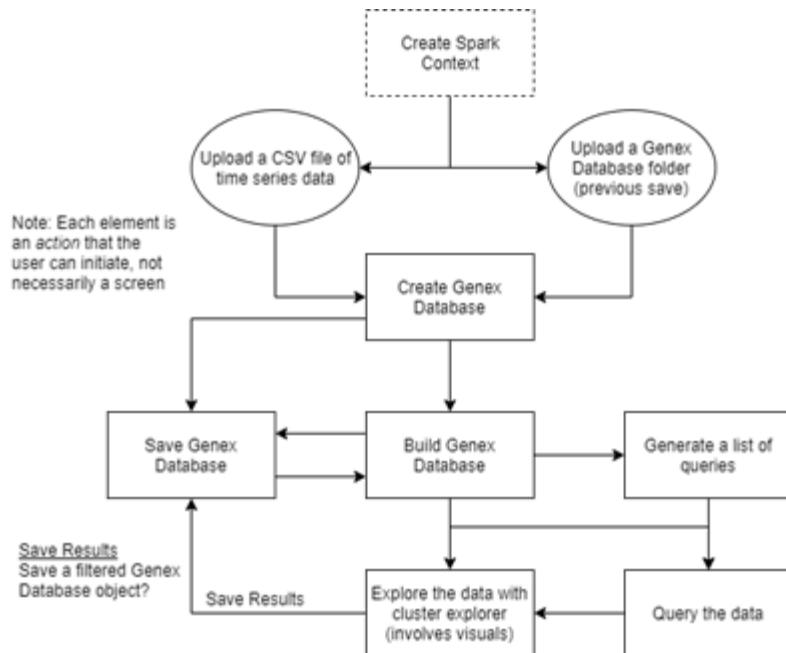 Create Spark
Context
Upload a CSV file of
time series data
Upload a Genex
Database folder
(previous save)
Note: Each element is
an action that the
user can initiate, not
necessarily a screen
Create Genex
Database
Save Genex
Database
Build Genex
Database
Generate a list of
queries
Save Results
Save a filtered Genex
Database object?
Save Results
Explore the data with
cluster explorer
(involves visuals)
Query the data